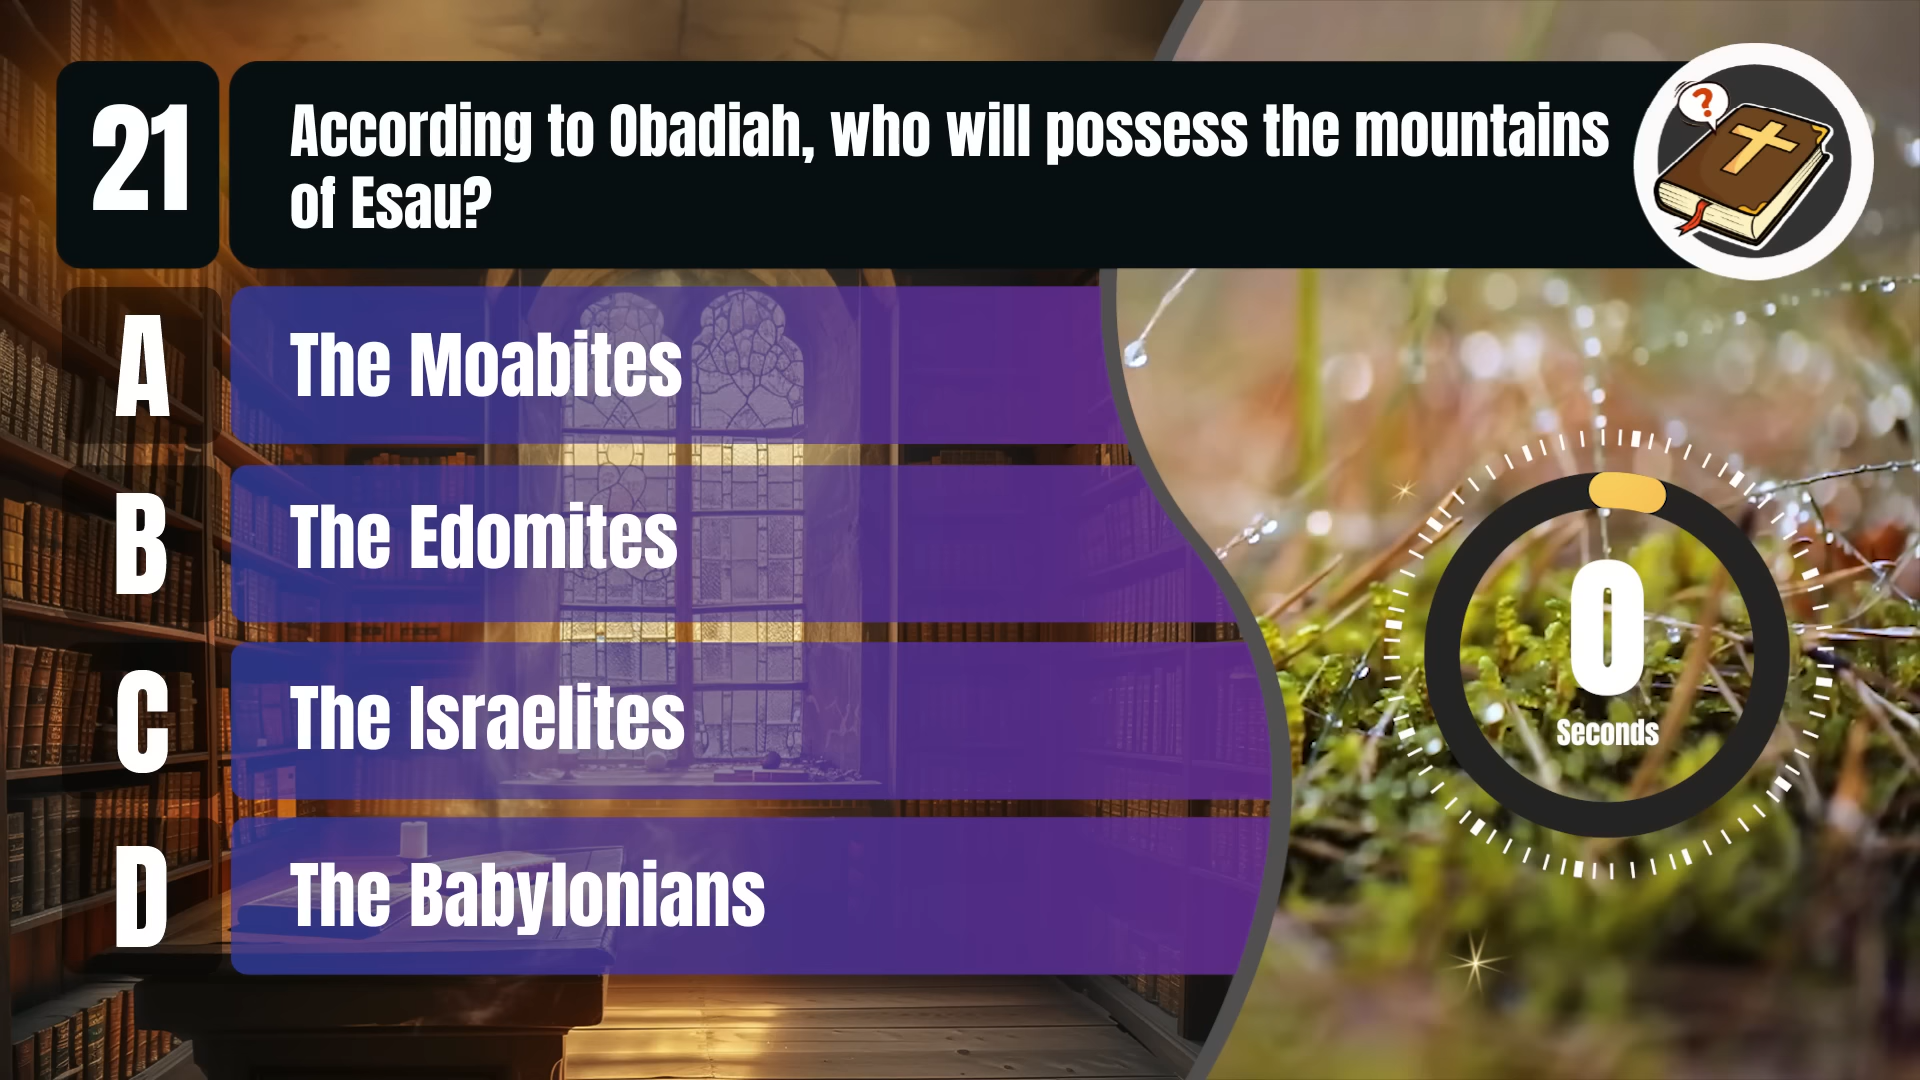 21
According to Obadiah, who will possess the mountains
of Esau?
?
A
The Moabites
B
The Edomites
C
The Israelites
D
The Babylonians
0
Seconds